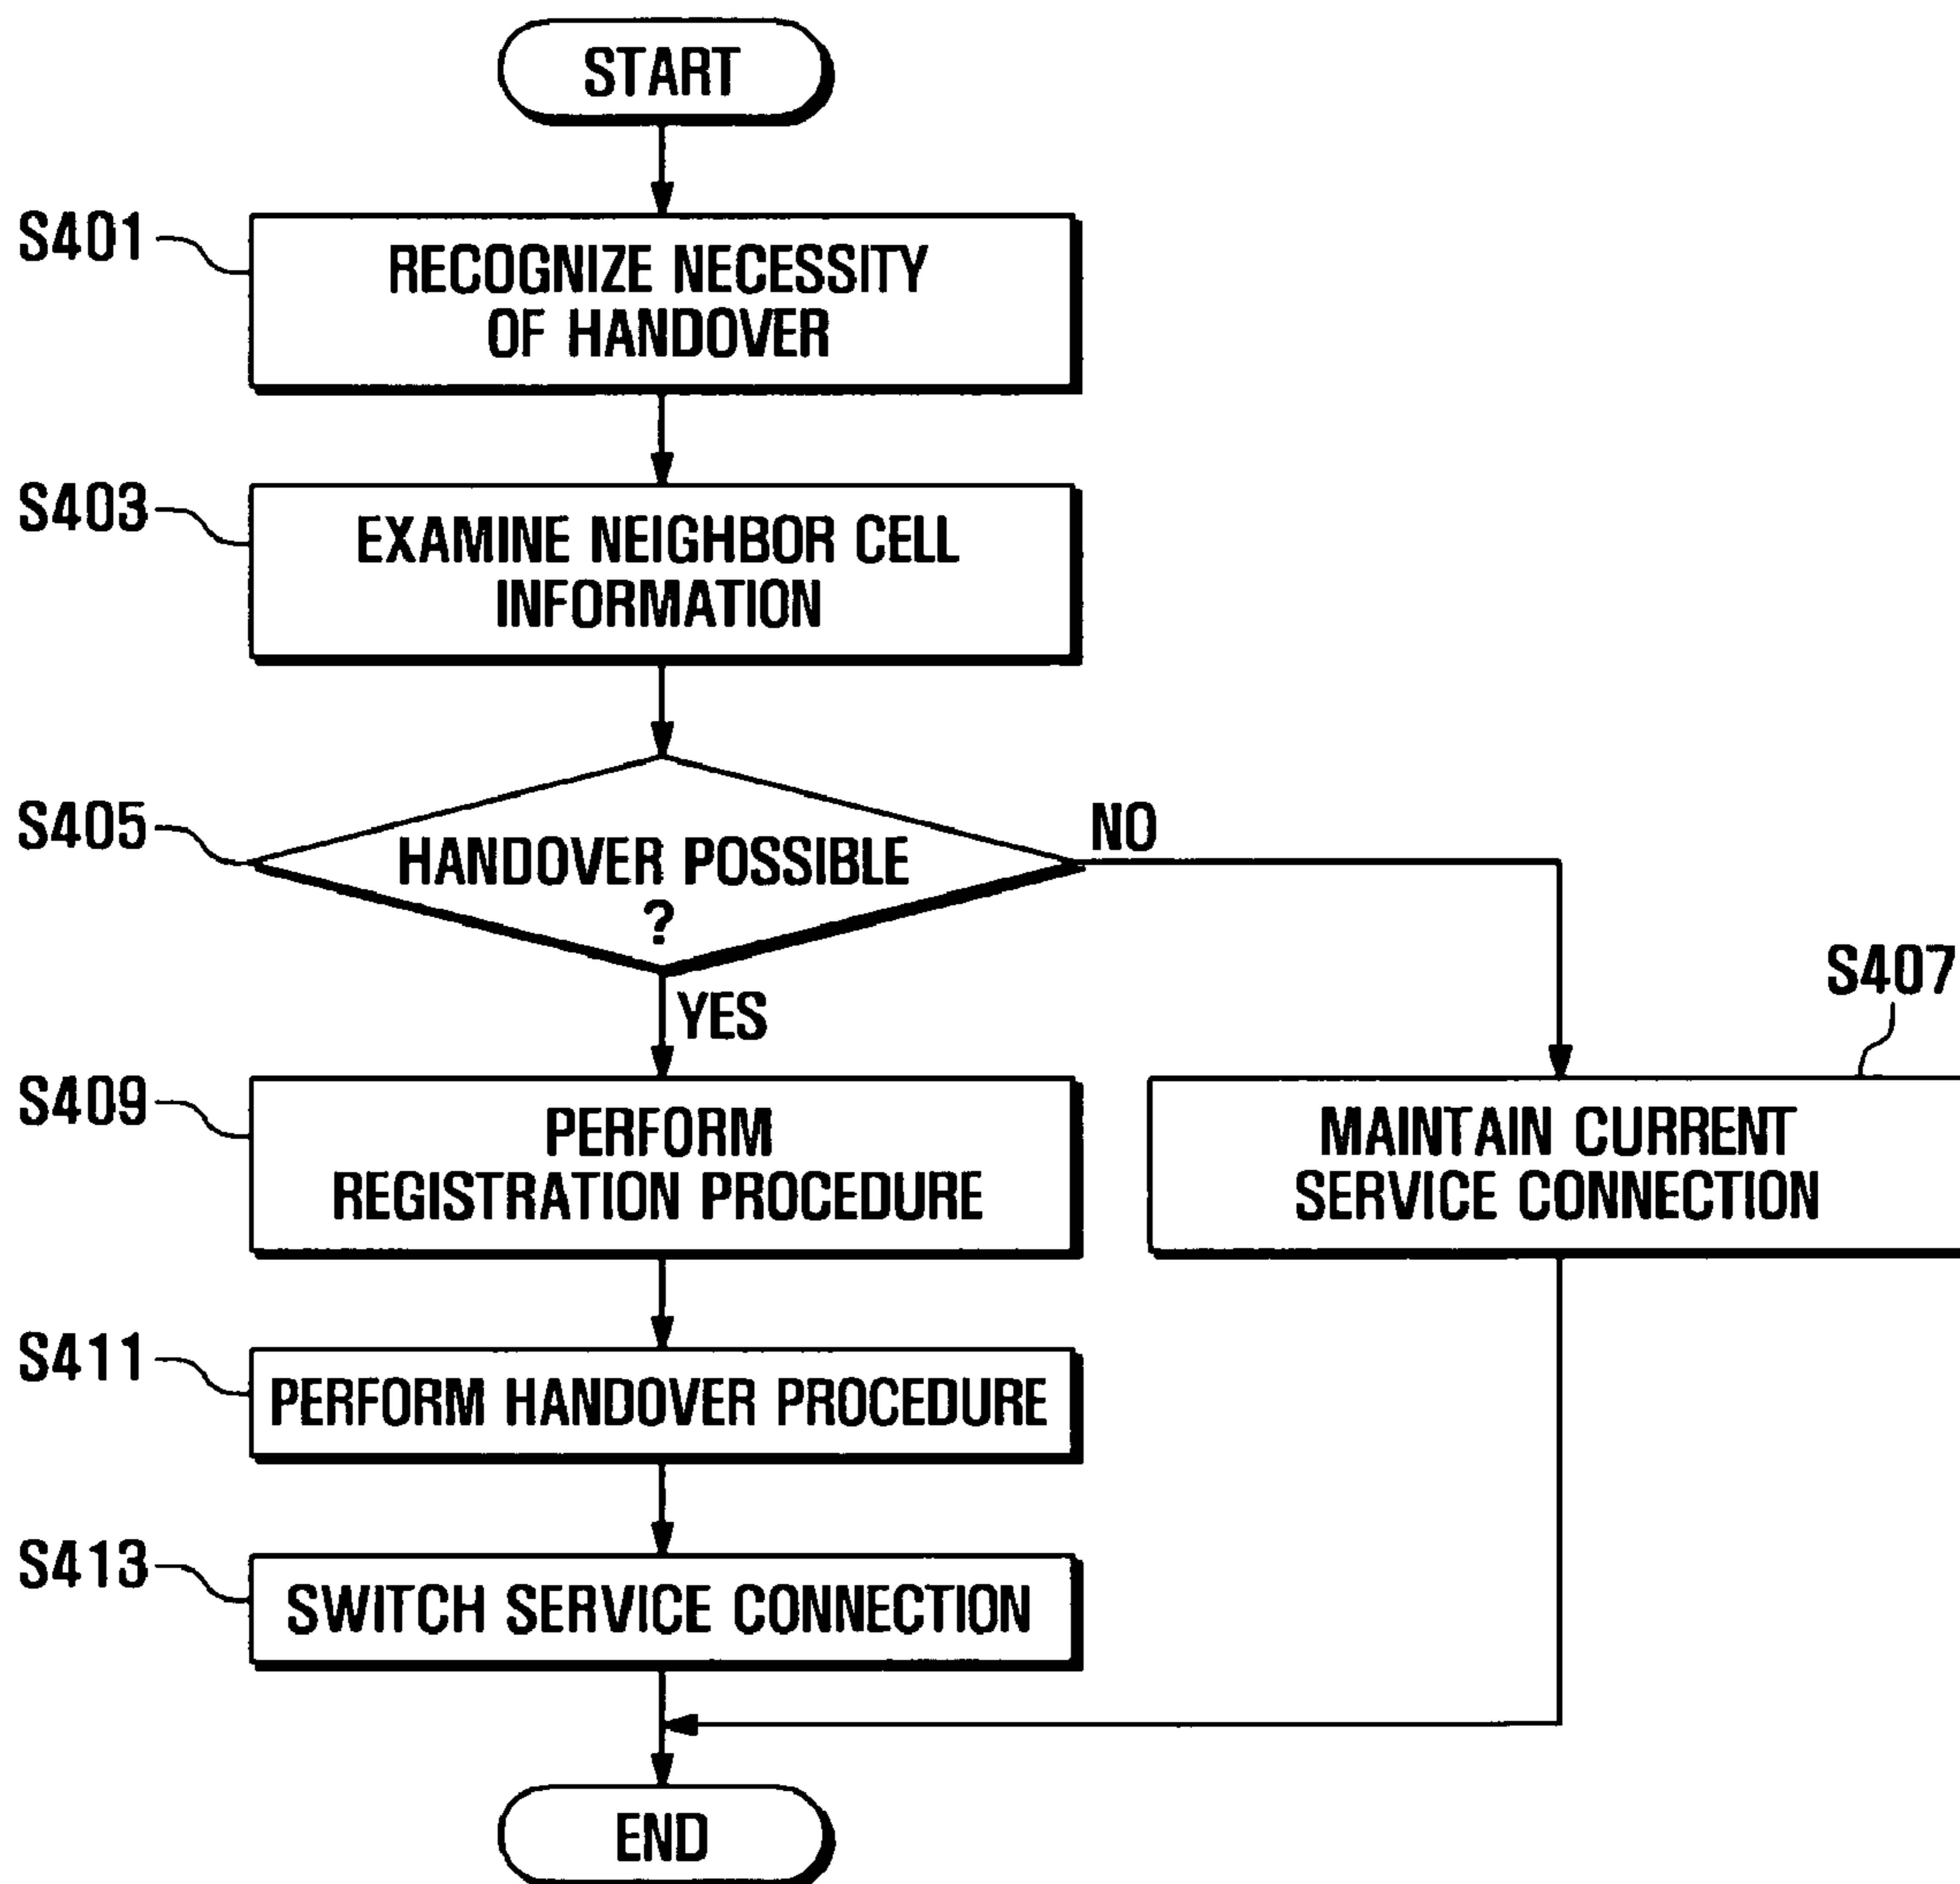 START
S401
RECOGNIZE NECESSITY
OF HANDOVER
S403
EXAMINE NEIGHBOR CELL
INFORMATION
S405
HANDOVER POSSIBLE
?
NO
YES
S407
S409
PERFORM
REGISTRATION PROCEDURE
MAINTAIN CURRENT
SERVICE CONNECTION
S411
PERFORM HANDOVER PROCEDURE
S413
SWITCH SERVICE CONNECTION
END